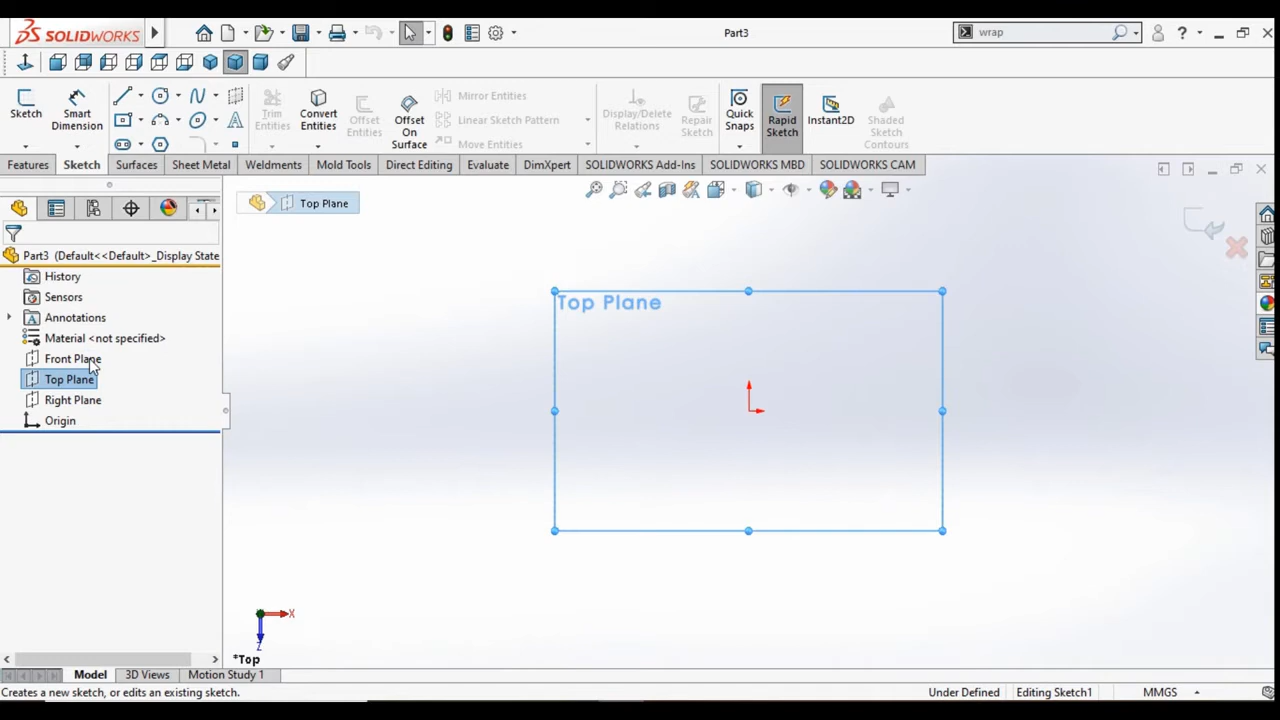 SOLIDWORKS
Part3
wrap
?
Sketch
Smart Dimension
Trim Entities
Convert Entities
Offset Entities
Offset On Surface
Mirror Entities
Linear Sketch Pattern
Move Entities
Display/Delete Relations
Repair Sketch
Quick Snaps
Rapid Sketch
Instant2D
Shaded Sketch Contours
Features
Sketch
Surfaces
Sheet Metal
Weldments
Mold Tools
Direct Editing
Evaluate
DimXpert
SOLIDWORKS Add-Ins
SOLIDWORKS MBD
SOLIDWORKS CAM
Top Plane
Part3 (Default<<Default>_Display State
History
Sensors
Annotations
Material <not specified>
Front Plane
Top Plane
Right Plane
Origin
Top Plane
X
Z
*Top
Model
3D Views
Motion Study 1
Creates a new sketch, or edits an existing sketch.
Under Defined
Editing Sketch1
MMGS